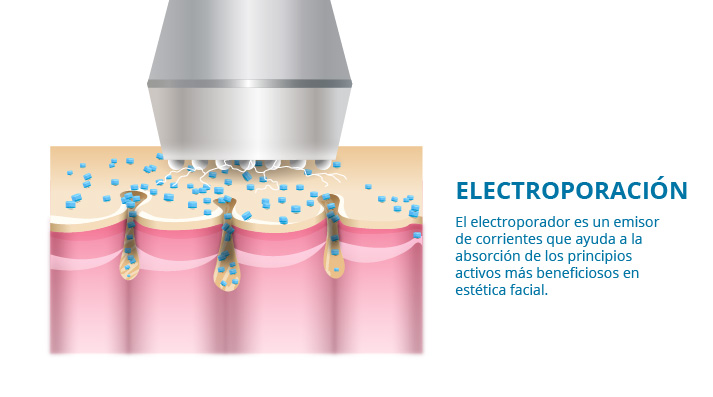 ELECTROPORACIÓN
El electroporador es un emisor
de corrientes que ayuda a la
absorción de los principios
activos más beneficiosos en
estética facial.